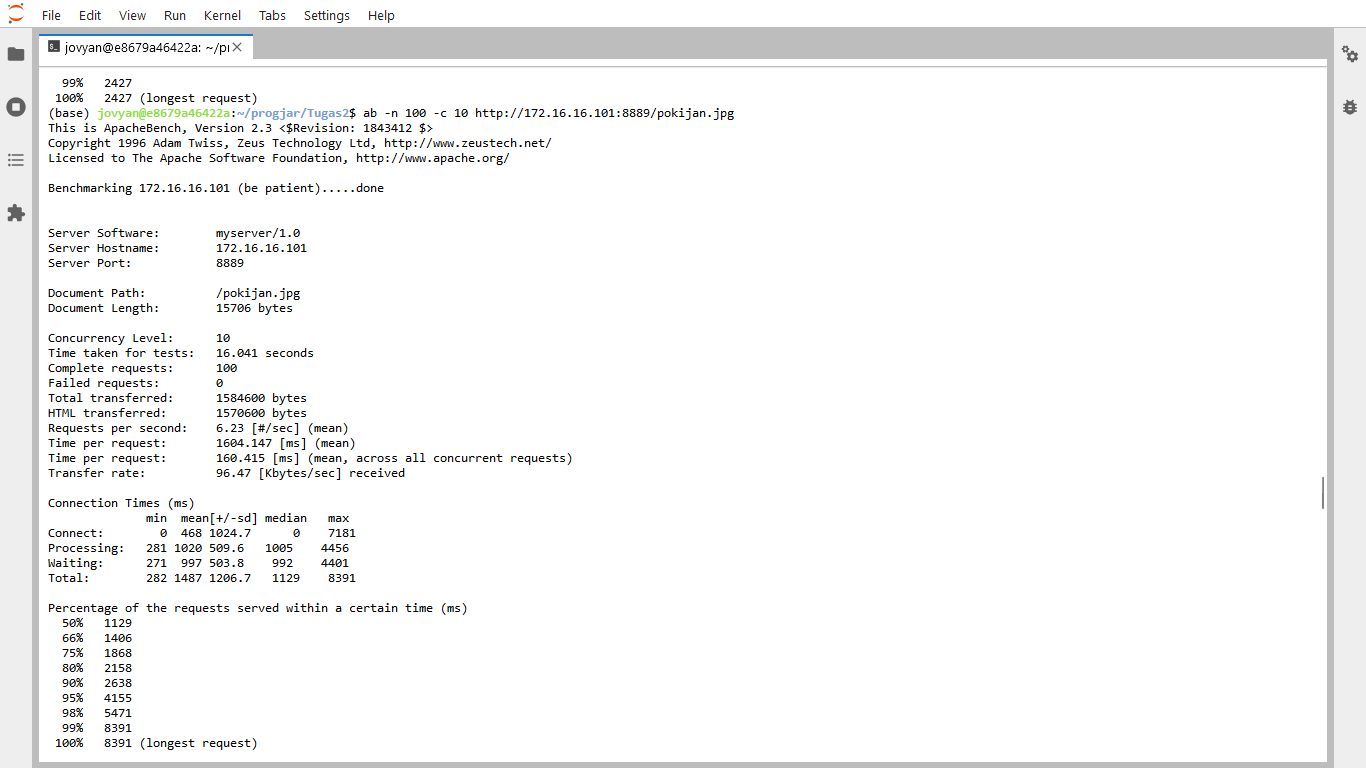 File Edit View Run Kernel Tabs Settings Help
jovyan@e8679a46422a: ~/pr
99% 2427
100% 2427 (longest request)
(base) jovyan@e8679a46422a:~/progjar/Tugas2$ ab -n 100 -c 10 http://172.16.16.101:8889/pokijan.jpg
This is ApacheBench, Version 2.3 <$Revision: 1843412 $>
Copyright 1996 Adam Twiss, Zeus Technology Ltd, http://www.zeustech.net/
Licensed to The Apache Software Foundation, http://www.apache.org/
Benchmarking 172.16.16.101 (be patient).....done
Server Software: myserver/1.0
Server Hostname: 172.16.16.101
Server Port: 8889
Document Path: /pokijan.jpg
Document Length: 15706 bytes
Concurrency Level: 10
Time taken for tests: 16.041 seconds
Complete requests: 100
Failed requests: 0
Total transferred: 1584600 bytes
HTML transferred: 1570600 bytes
Requests per second: 6.23 [#/sec] (mean)
Time per request: 1604.147 [ms] (mean)
Time per request: 160.415 [ms] (mean, across all concurrent requests)
Transfer rate: 96.47 [Kbytes/sec] received
Connection Times (ms)
min mean[+/-sd] median max
Connect: 0 468 1024.7 0 7181
Processing: 281 1020 509.6 1005 4456
Waiting: 271 997 503.8 992 4401
Total: 282 1487 1206.7 1129 8391
Percentage of the requests served within a certain time (ms)
50% 1129
66% 1406
75% 1868
80% 2158
90% 2638
95% 4155
98% 5471
99% 8391
100% 8391 (longest request)